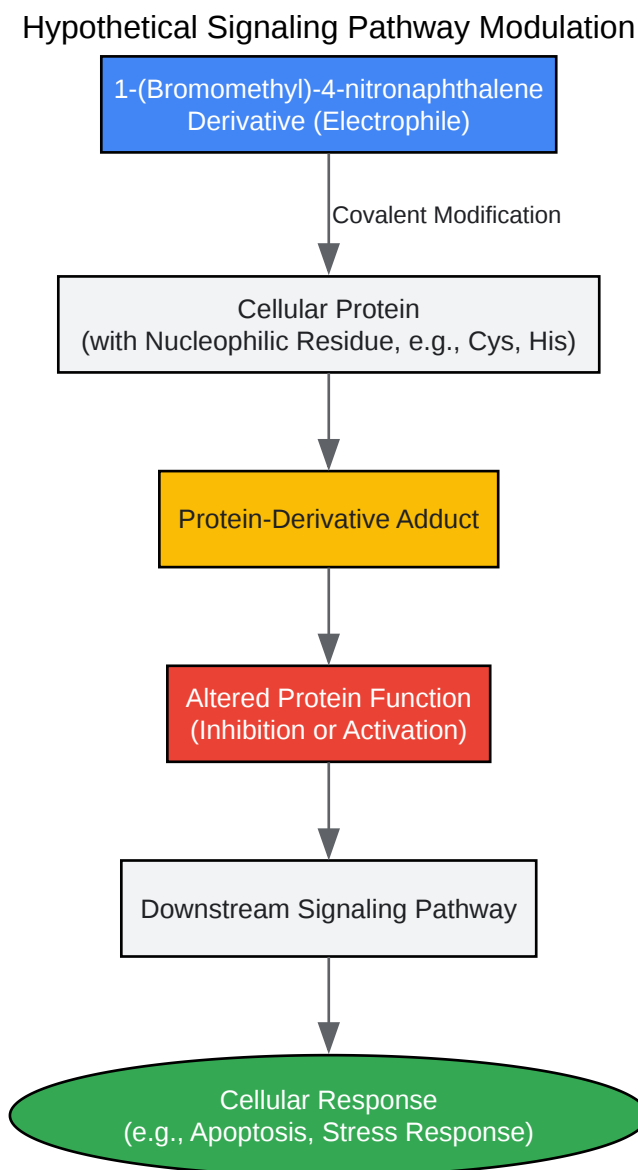 Hypothetical Signaling Pathway Modulation
1-(Bromomethyl)-4-nitronaphthalene
Derivative (Electrophile)
Covalent Modification
Cellular Protein
(with Nucleophilic Residue, e.g., Cys, His)
Protein-Derivative Adduct
Altered Protein Function
(Inhibition or Activation)
Downstream Signaling Pathway
Cellular Response
(e.g., Apoptosis, Stress Response)